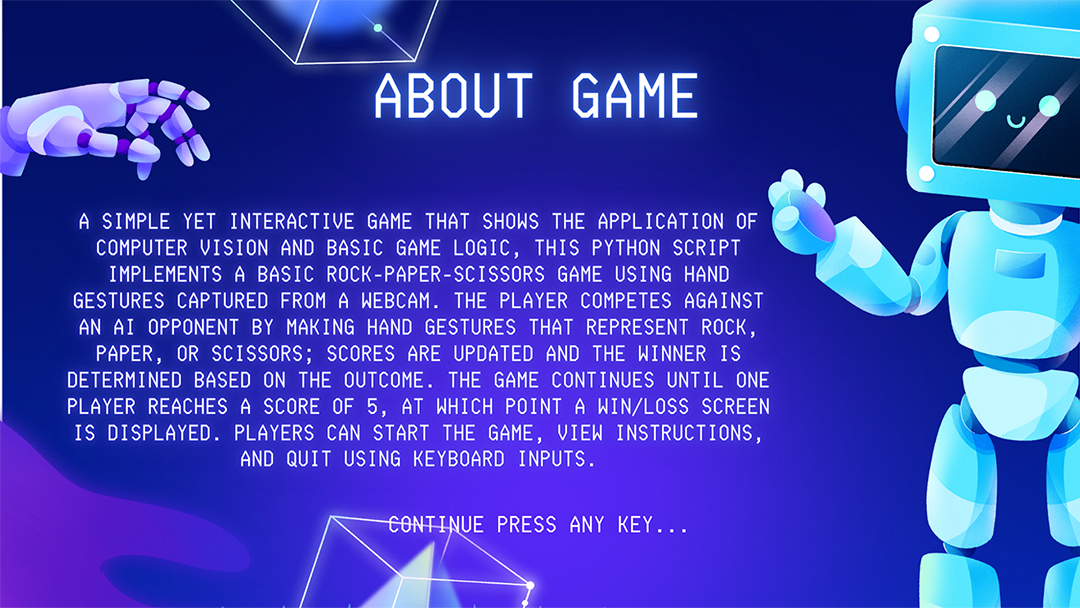 ABOUT GAME
A SIMPLE YET INTERACTIVE GAME THAT SHOWS THE APPLICATION OF
COMPUTER VISION AND BASIC GAME LOGIC, THIS PYTHON SCRIPT
IMPLEMENTS A BASIC ROCK-PAPER-SCISSORS GAME USING HAND
GESTURES CAPTURED FROM A WEBCAM. THE PLAYER COMPETES AGAINST
AN AI OPPONENT BY MAKING HAND GESTURES THAT REPRESENT ROCK,
PAPER, OR SCISSORS; SCORES ARE UPDATED AND THE WINNER IS
DETERMINED BASED ON THE OUTCOME. THE GAME CONTINUES UNTIL ONE
PLAYER REACHES A SCORE OF 5, AT WHICH POINT A WIN/LOSS SCREEN
IS DISPLAYED. PLAYERS CAN START THE GAME, VIEW INSTRUCTIONS,
AND QUIT USING KEYBOARD INPUTS.
CONTINUE PRESS ANY KEY...